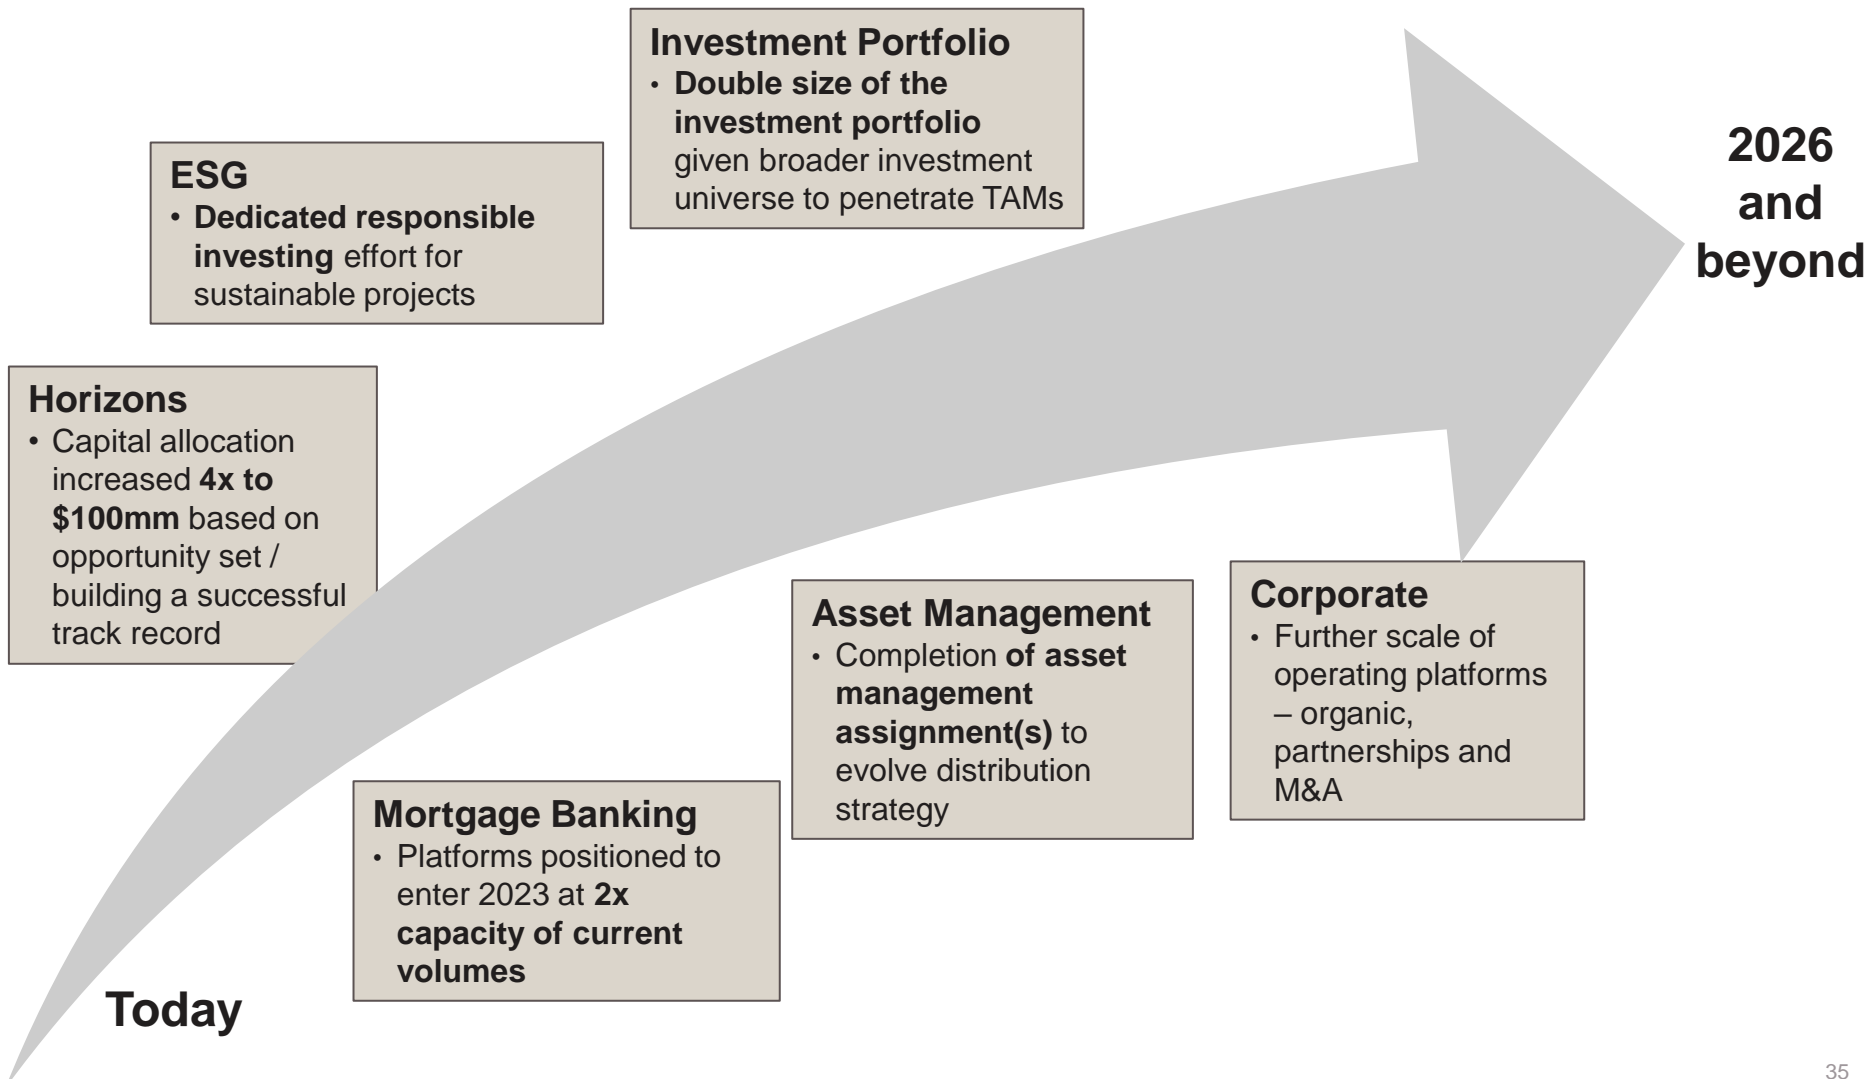 Investment Portfolio
• Double size of the
investment portfolio
given broader investment
universe to penetrate TAMs
2026
and
beyond
ESG
• Dedicated responsible
investing effort for
sustainable projects
Horizons
• Capital allocation
increased 4x to
$100mm based on
opportunity set /
building a successful
track record
Corporate
• Further scale of
operating platforms
– organic,
partnerships and
M&A
Asset Management
• Completion of asset
management
assignment(s) to
evolve distribution
strategy
Mortgage Banking
• Platforms positioned to
enter 2023 at 2x
capacity of current
volumes
Today
35